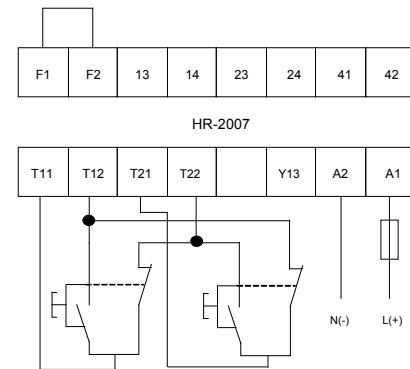 F1 F2 13 14 23 24 41 42
HR-2007
T11 T12 T21 T22 Y13 A2 A1
N(-) L(+)